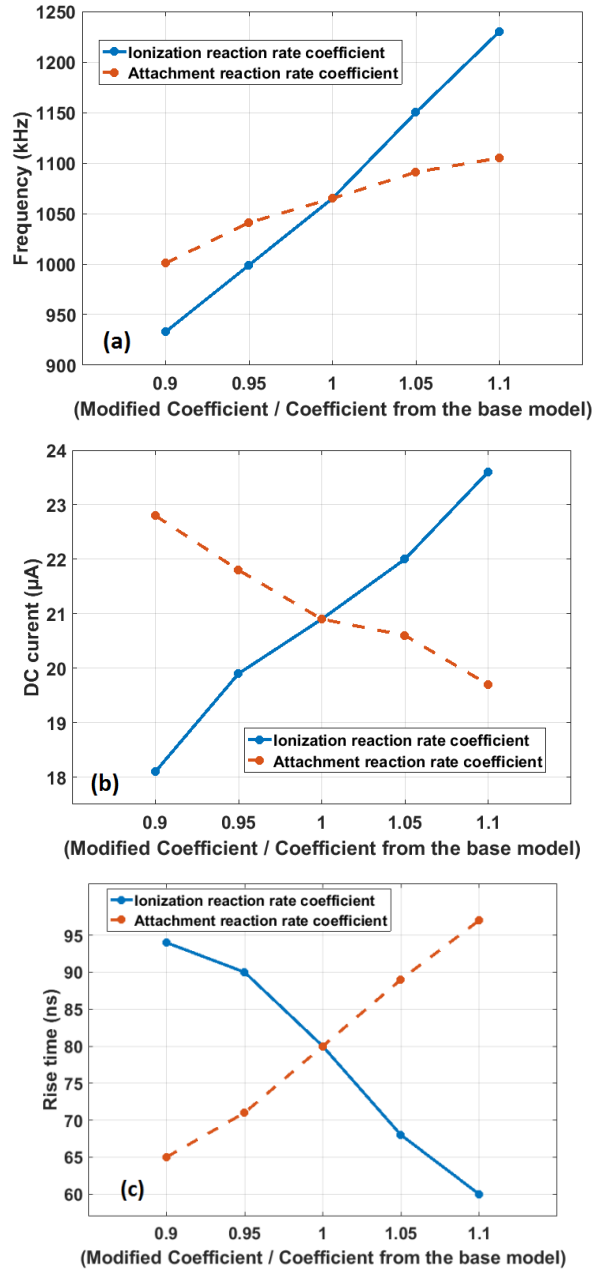 1250
1200
1150
1100
1050
1000
950
900
Frequency (kHz)
Ionization reaction rate coefficient
Attachment reaction rate coefficient
(a)
0.9 0.95 1 1.05 1.1
(Modified Coefficient / Coefficient from the base model)
24
23
22
21
20
19
18
DC curent (µA)
Ionization reaction rate coefficient
Attachment reaction rate coefficient
(b)
0.9 0.95 1 1.05 1.1
(Modified Coefficient / Coefficient from the base model)
Ionization reaction rate coefficient
Attachment reaction rate coefficient
95
90
85
80
75
70
65
60
Rise time (ns)
(c)
0.9 0.95 1 1.05 1.1
(Modified Coefficient / Coefficient from the base model)